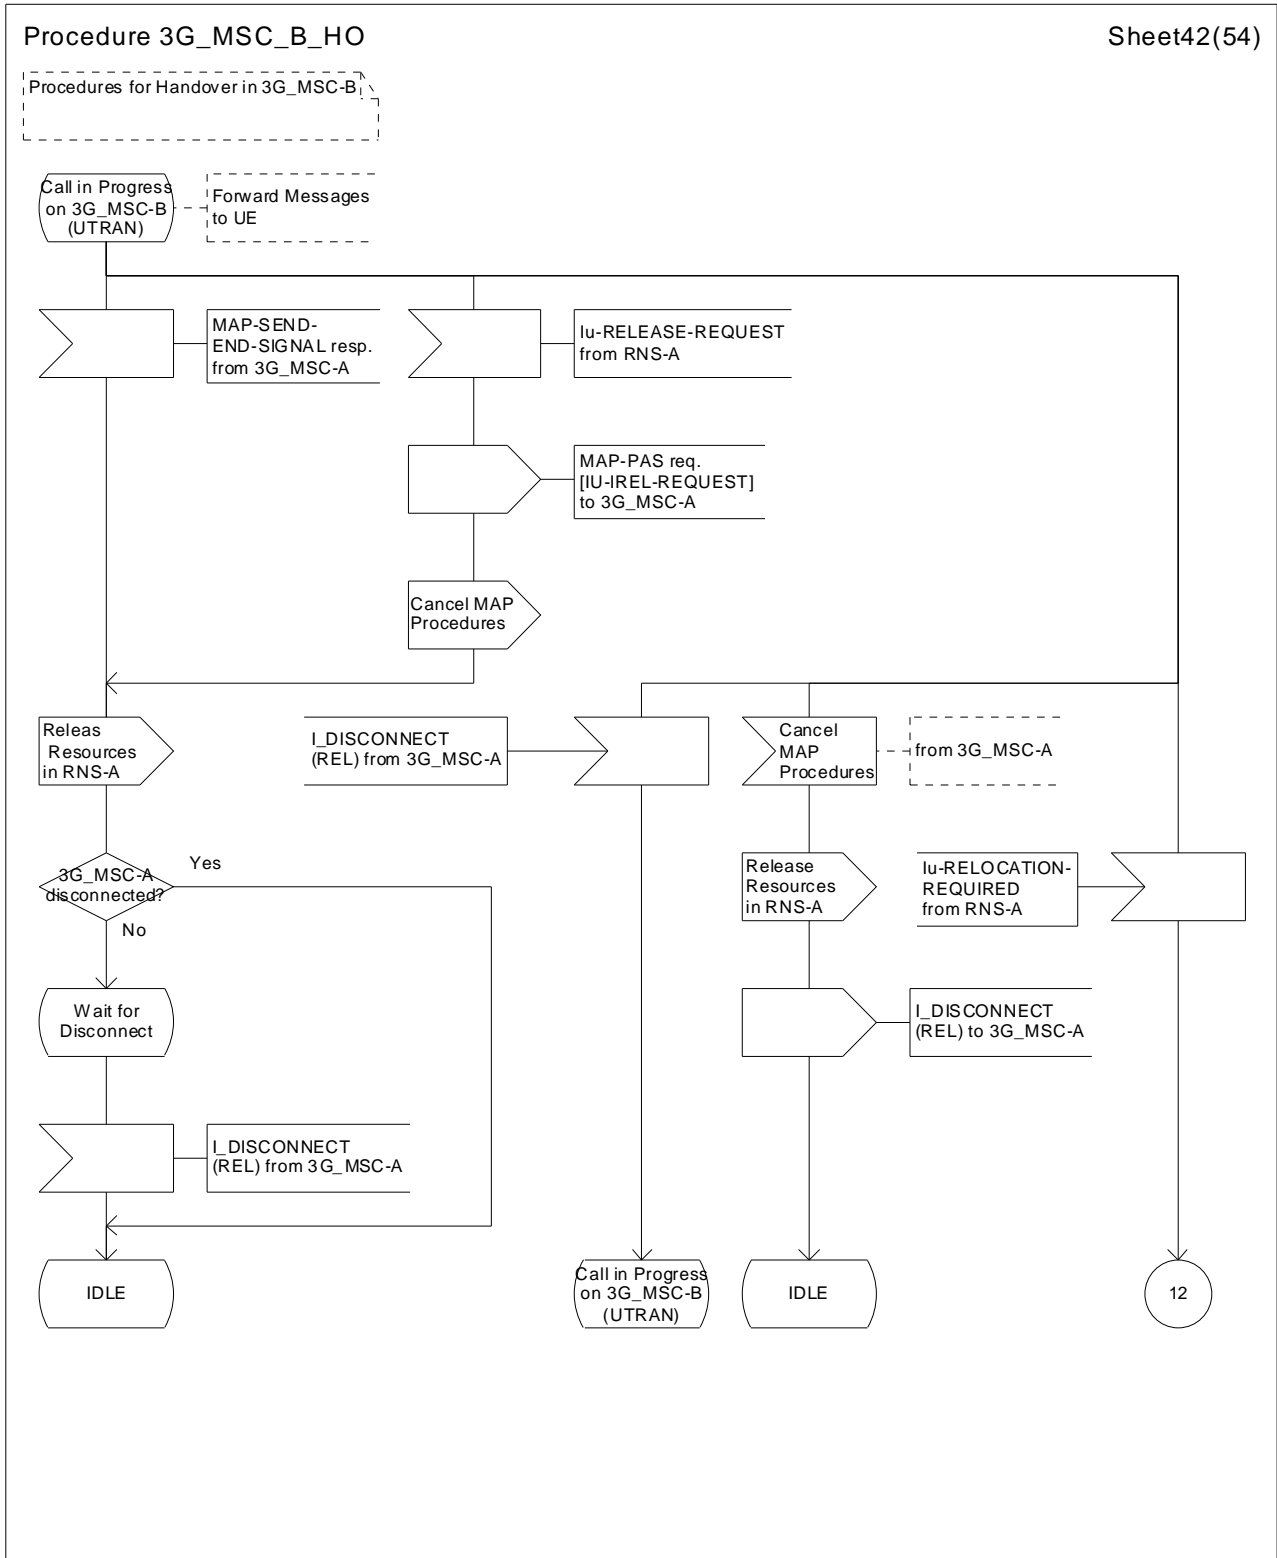 Procedure 3G_MSC_B_HO
Sheet42(54)
Procedures for Handover in 3G_MSC-B
Call in Progress
on 3G_MSC-B
(UTRAN)
Forward Messages
to UE
MAP-SEND-
END-SIGNAL resp.
from 3G_MSC-A
Iu-RELEASE-REQUEST
from RNS-A
MAP-PAS req.
[IU-IREL-REQUEST]
to 3G_MSC-A
Cancel MAP
Procedures
Releas
Resources
in RNS-A
I_DISCONNECT
(REL) from 3G_MSC-A
Cancel
MAP
Procedures
from 3G_MSC-A
3G_MSC-A
disconnected?
Yes
No
Release
Resources
in RNS-A
Iu-RELOCATION-
REQUIRED
from RNS-A
Wait for
Disconnect
I_DISCONNECT
(REL) to 3G_MSC-A
I_DISCONNECT
(REL) from 3G_MSC-A
IDLE
Call in Progress
on 3G_MSC-B
(UTRAN)
IDLE
12